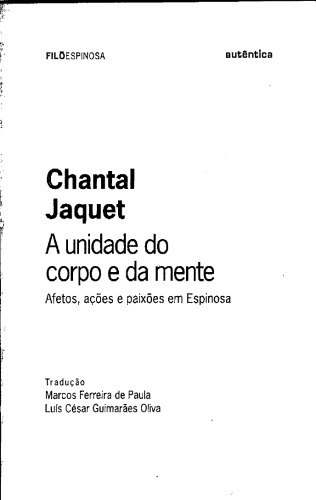 FILŌESPINOSA
autêntica
Chantal
Jaquet
A unidade do
corpo e da mente
Afetos, ações e paixões em Espinosa
Tradução
Marcos Ferreira de Paula
Luís César Guimarães Oliva